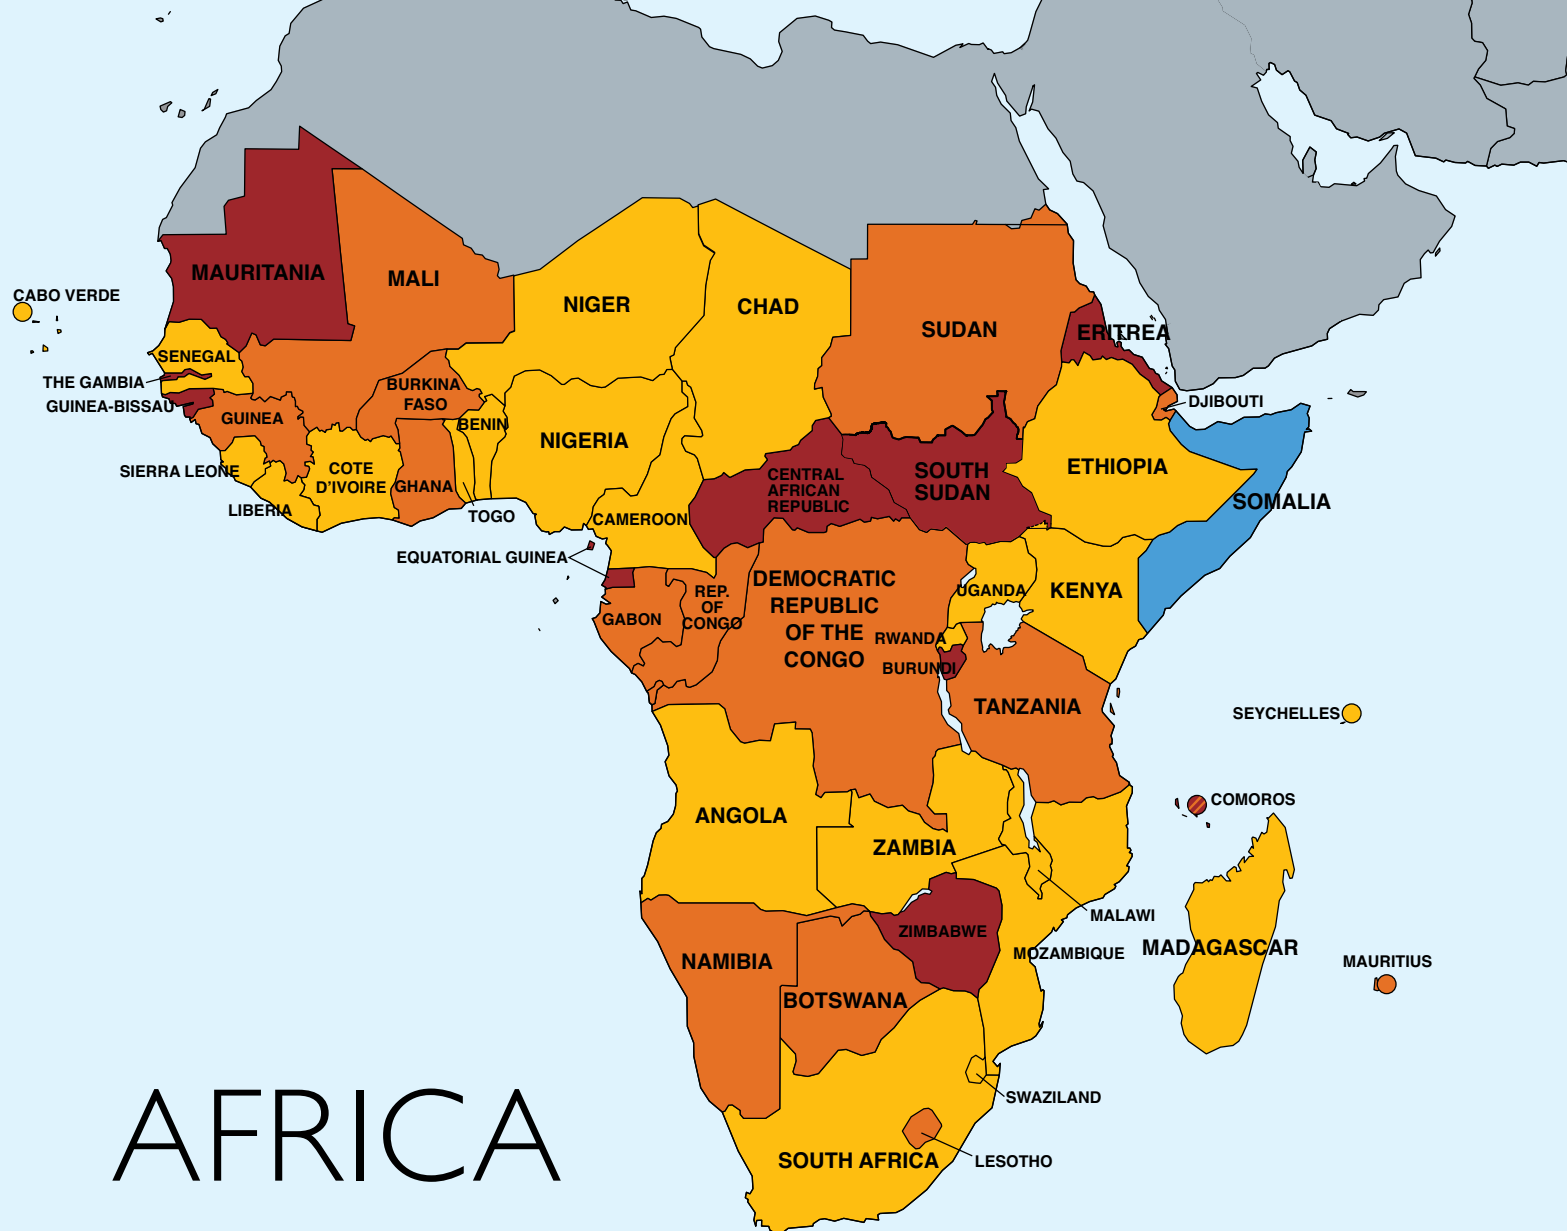 MAURITANIA
MALI
CABO VERDE
NIGER
CHAD
SUDAN
ERITREA
SENEGAL
THE GAMBIA
BURKINA
FASO
GUINEA-BISSAU
DJIBOUTI
GUINEA
BENIN
NIGERIA
ETHIOPIA
SIERRA LEONE
COTE
D'IVOIRE
GHANA
CENTRAL
AFRICAN
REPUBLIC
SOUTH
SUDAN
SOMALIA
LIBERIA
TOGO
CAMEROON
EQUATORIAL GUINEA
DEMOCRATIC
REPUBLIC
OF THE
CONGO
REP.
OF
CONGO
UGANDA
KENYA
GABON
RWANDA
BURUNDI
TANZANIA
SEYCHELLES
COMOROS
ANGOLA
ZAMBIA
MALAWI
ZIMBABWE
MOZAMBIQUE
MADAGASCAR
NAMIBIA
MAURITIUS
BOTSWANA
SWAZILAND
AFRICA
SOUTH AFRICA
LESOTHO